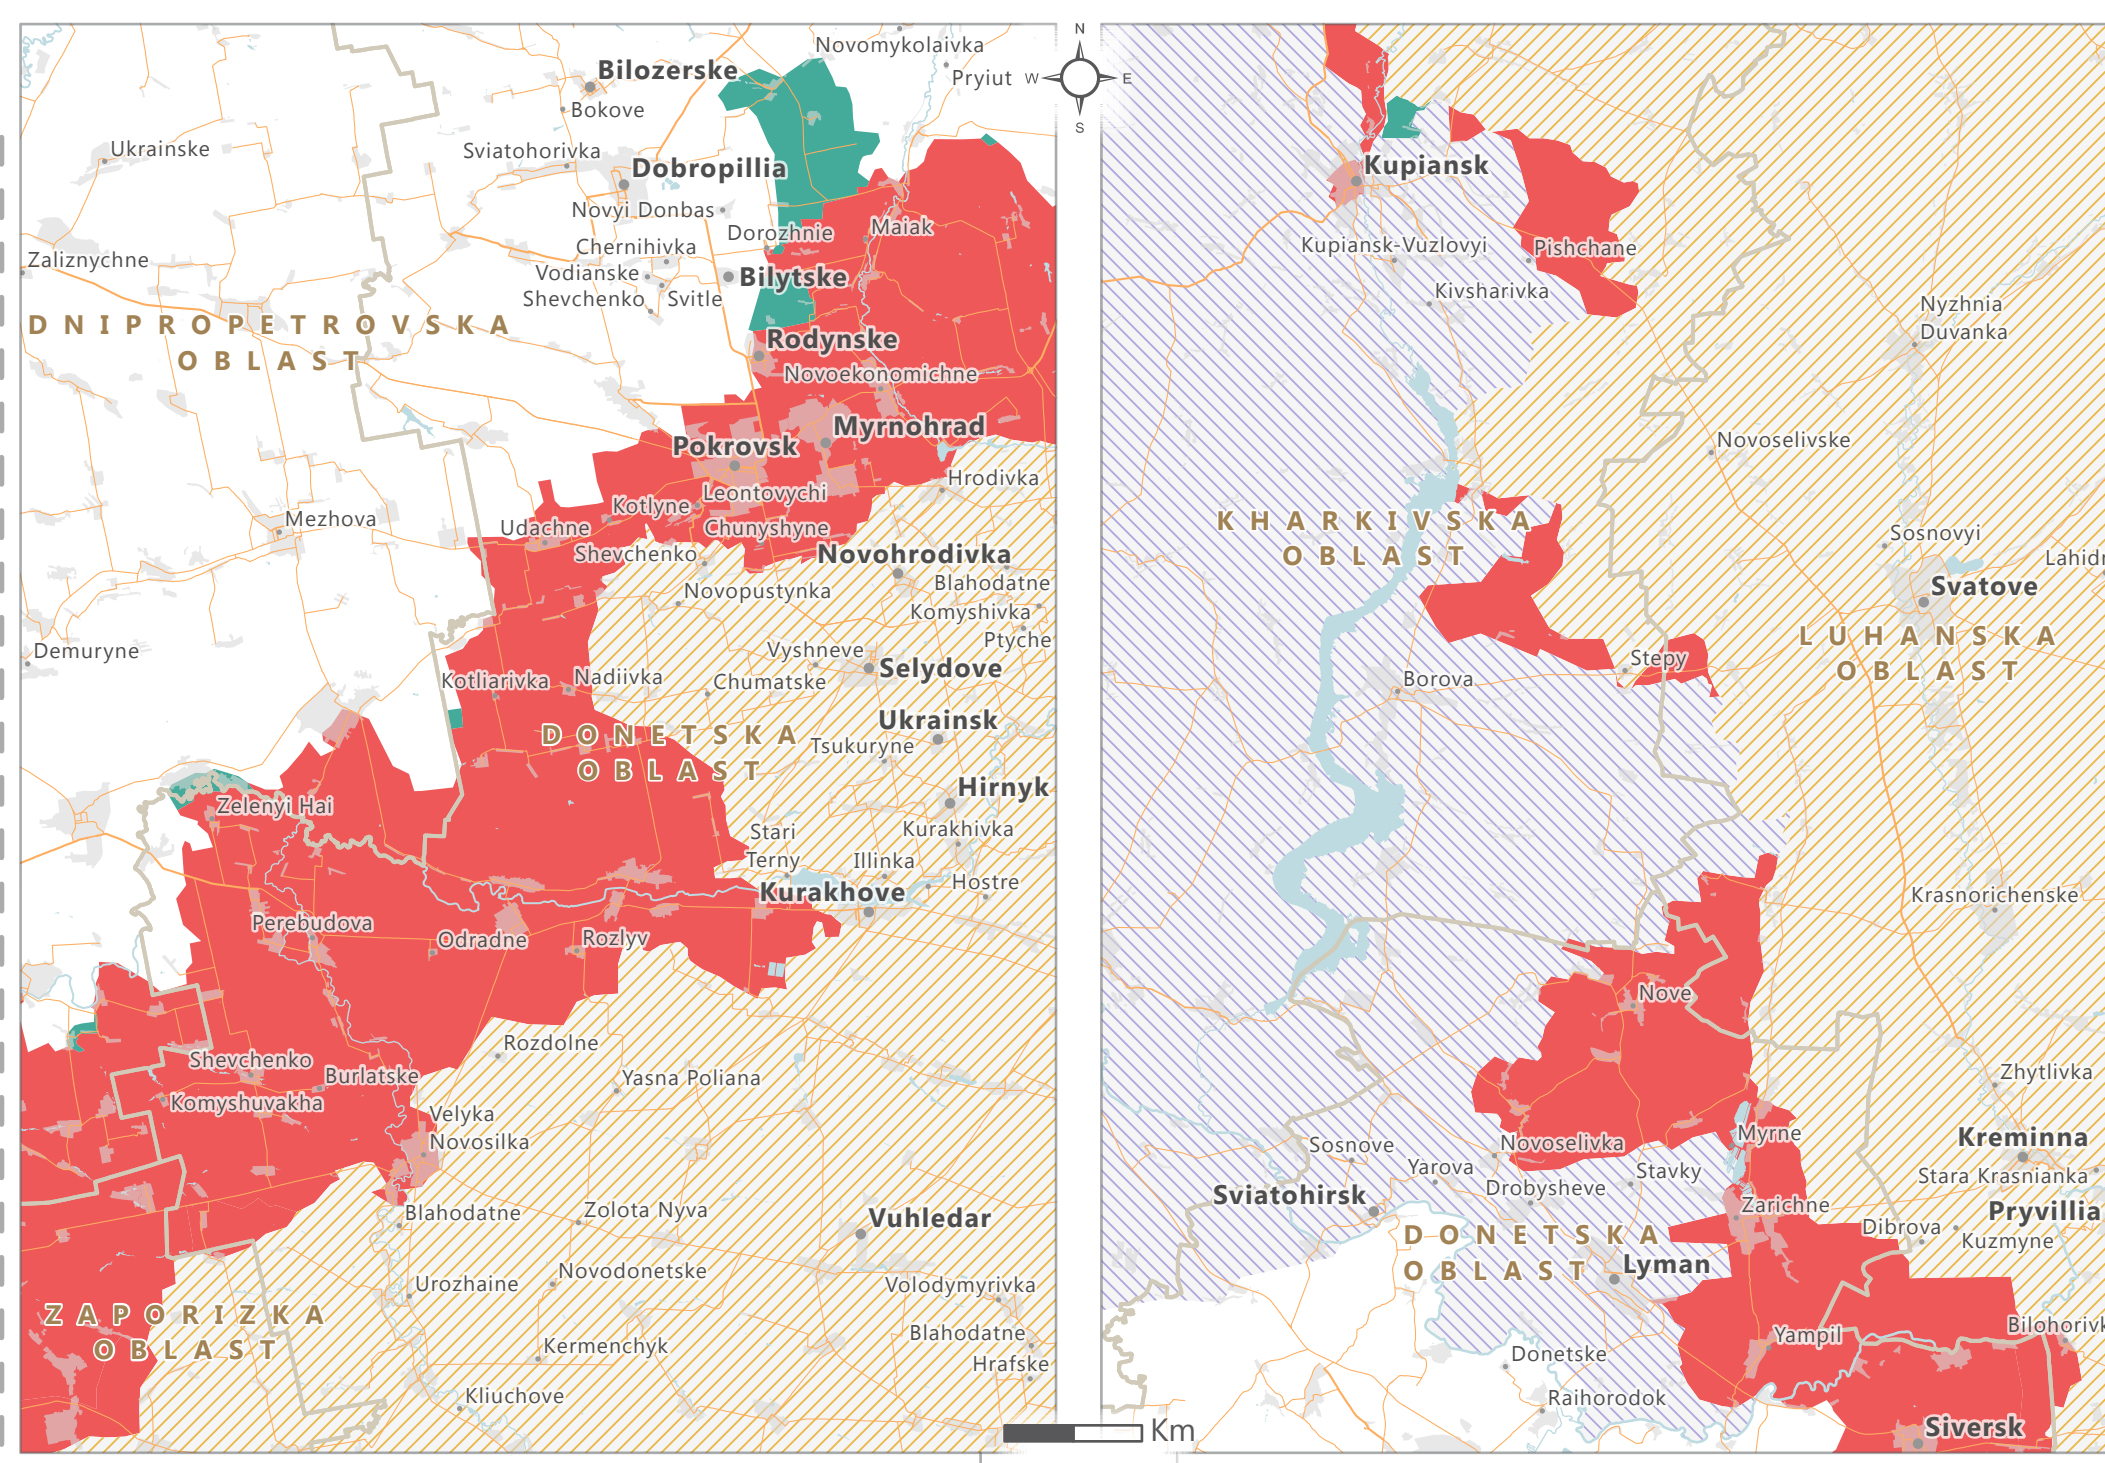 Novomykolaivka
Bilozerske
Pryiut
Bokove
Ukrainske
Sviatohorivka
Dobropillia
Novyi Donbas
Dorozhnie
Maiak
Chernihivka
Zaliznychne
Vodianske
Bilytske
Shevchenko
Svitle
DNIPROPETROVSKA
OBLAST
Rodynske
Novoekonomichne
Myrnohrad
Pokrovsk
Hrodivka
Leontovychi
Kotlyne
Mezhova
Udachne
Chunyshyne
Shevchenko
Novohrodivka
Blahodatne
Novopustynka
Komyshivka
Ptyche
Demuryne
Vyshneve
Selydove
Kotliarivka
Nadiivka
Chumatske
Ukrainsk
DONETSKA
OBLAST
Tsukuryne
Hirnyk
Zelenyi Hai
Stari
Terny
Kurakhivka
Illinka
Kurakhove
Hostre
Perebudova
Odradne
Rozlyv
Rozdolne
Shevchenko
Burlatske
Yasna Poliana
Komyshuvakha
Velyka
Novosilka
Blahodatne
Zolota Nyva
Vuhledar
Urozhaine
Novodonetske
Volodymyrivka
ZAPORIZKA
OBLAST
Blahodatne
Kermenchyk
Hrafske
Kliuchove
N
W
E
S
Km
Kupiansk
Kupiansk-Vuzlovyi
Pishchane
Kivsharivka
Nyzhnia
Duvanka
Novoselivske
KHARKIVSKA
OBLAST
Sosnovyi
Lahidn
Svatove
LUHANSKA
OBLAST
Stepy
Borova
Krasnorichenske
Nove
Zhytlivka
Myrne
Kreminna
Sosnove
Novoselivka
Yarova
Stavky
Stara Krasnianka
Drobysheve
Sviatohirsk
Zarichne
Pryvillia
Dibrova
Kuzmyne
DONETSKA
OBLAST
Lyman
Bilohorivk
Yampil
Donetske
Raihorodok
Siversk